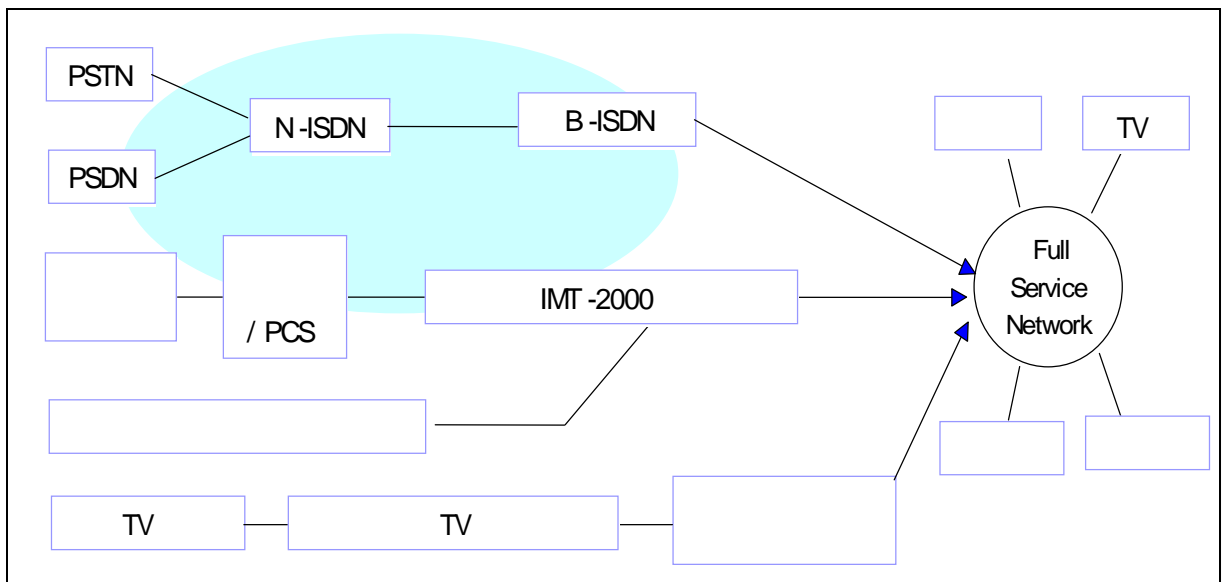 PSTN
N-ISDN
B-ISDN
TV
PSDN
Full
Service
Network
IMT-2000
/ PCS
TV
TV